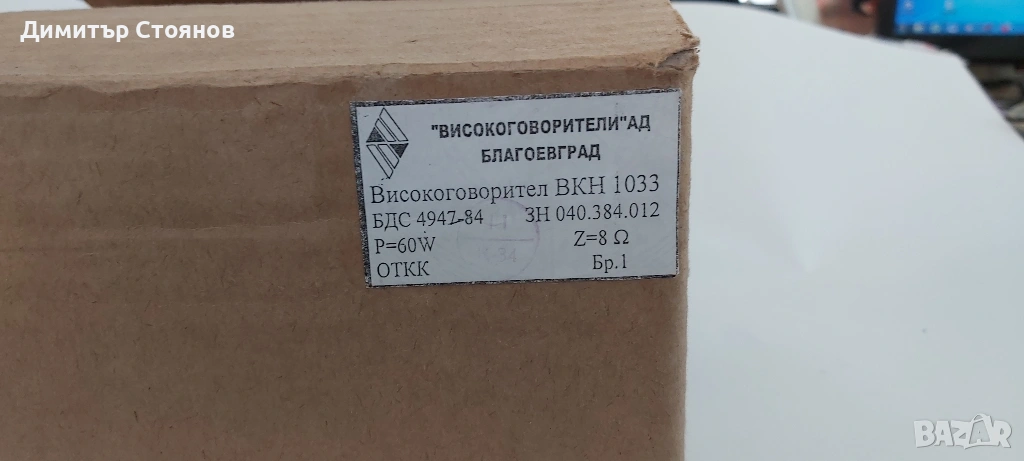 Димитър Стоянов
"ВИСОКОГОВОРИТЕЛИ"АД
БЛАГОЕВГРАД
Високоговорител ВКН 1033
БДС 4947-84 ЗН 040.384.012
P=60W Z=8 Ω
ОТКК Бр.1
BAZAR